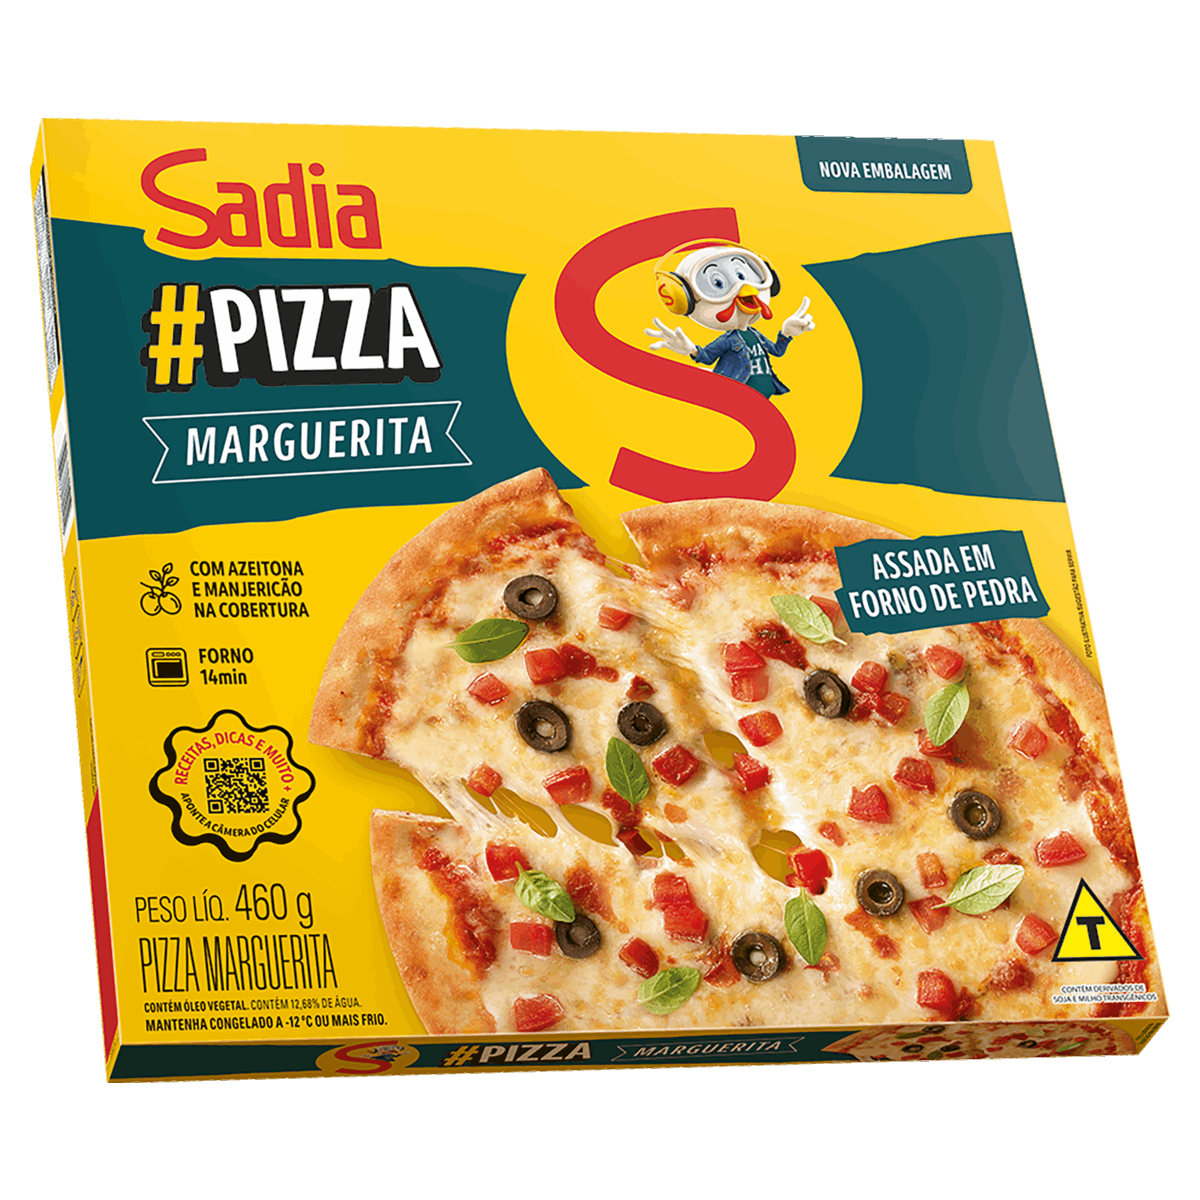 Sadia
NOVA EMBALAGEM
#PIZZA
MARGUERITA
S
S
MA
HI
ASSADA EM
FORNO DE PEDRA
COM AZEITONA
E MANJERICÃO
NA COBERTURA
FORNO
14min
RECEITAS, DICAS E MUITO +
APONTE A CÂMERA DO CELULAR
FOTO ILUSTRATIVA/SUGESTÃO PARA SERVIR
PESO LÍQ. 460 g
PIZZA MARGUERITA
CONTÉM ÓLEO VEGETAL. CONTÉM 12,68% DE ÁGUA.
MANTENHA CONGELADO A -12 °C OU MAIS FRIO.
T
CONTÉM DERIVADOS DE
SOJA E MILHO TRANSGÊNICOS
S
#PIZZA
MARGUERITA